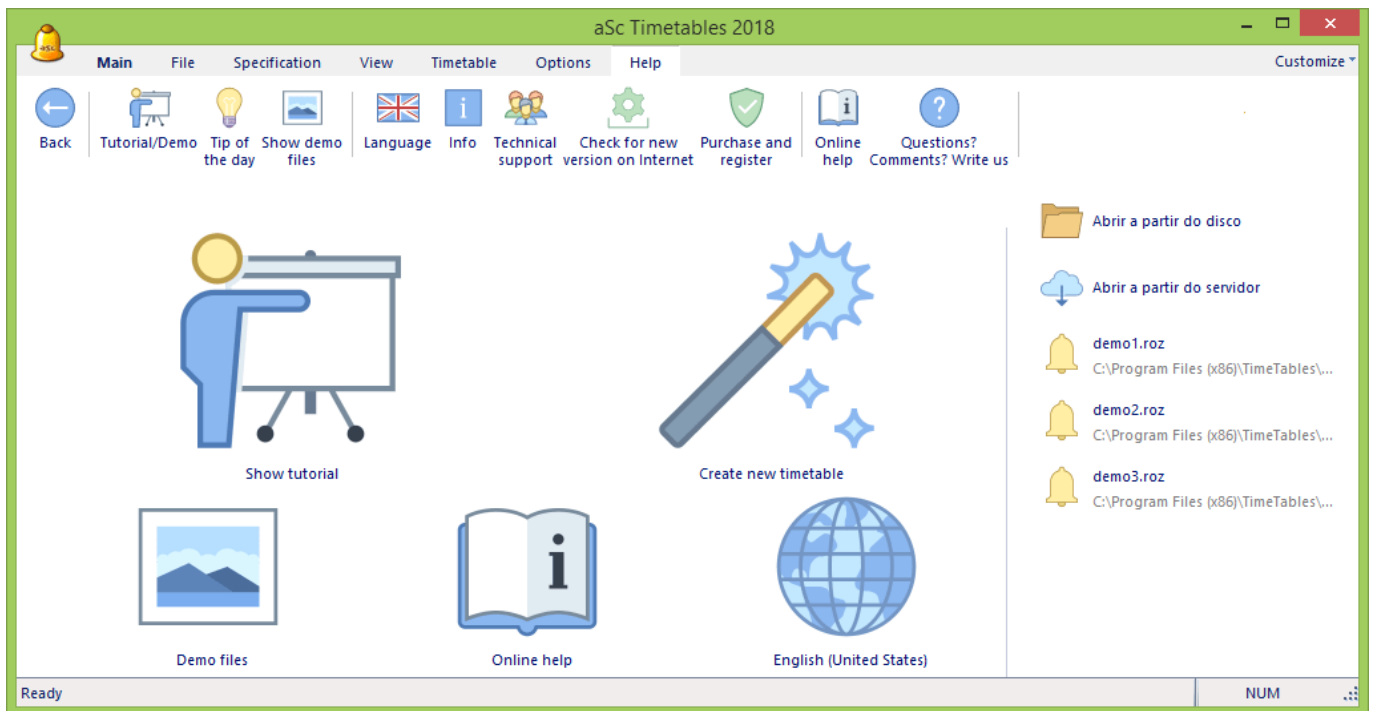 aSc Timetables 2018
aSc
Main File Specification View Timetable Options Help Customize
Back
Tutorial/Demo
Tip of
the day
Show demo
files
Language
Info
Technical
support
Check for new
version on Internet
Purchase and
register
Online
help
Questions?
Comments? Write us
Show tutorial
Create new timetable
Demo files
Online help
English (United States)
Abrir a partir do disco
Abrir a partir do servidor
demo1.roz
C:\Program Files (x86)\TimeTables\...
demo2.roz
C:\Program Files (x86)\TimeTables\...
demo3.roz
C:\Program Files (x86)\TimeTables\...
Ready
NUM